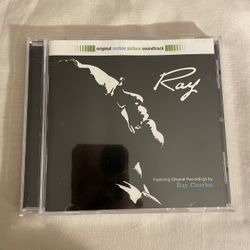 original motion picture soundtrack
Ray
Featuring Original Recordings by
Ray Charles